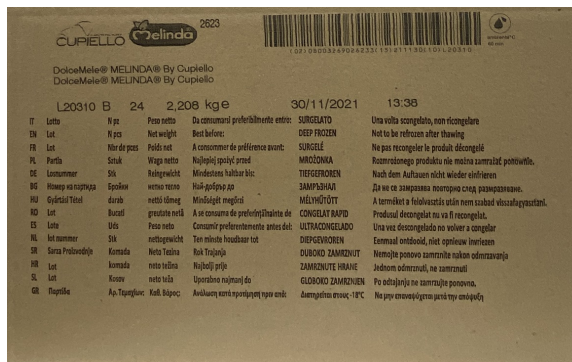 CUPIELLO Melinda 2623
ambiente°C
(02)08003269026233(15)211130(10)L20310
DolceMele® MELINDA® By Cupiello
DolceMele® MELINDA® By Cupiello
L20310 B 24 2,208 kg e 30/11/2021 13:38
IT Lotto N pz Peso netto Da consumarsi preferibilmente entro: SURGELATO Una volta scongelato, non ricongelare
EN Lot N pcs Net weight Best before: DEEP FROZEN Not to be refrozen after thawing
FR Lot Nbr de pces Poids net A consommer de préférence avant: SURGELÉ Ne pas recongeler le produit décongelé
PL Partia Sztuk Waga netto Najlepiej spożyć przed MROŻONKA Rozmrożonego produktu nie można zamrażać ponownie.
DE Losnummer Stk Reingewicht Mindestens haltbar bis: TIEFGEFROREN Nach dem Auftauen nicht wieder einfrieren
BG Номер на партида Бройки нетно тегло Най-добър до ЗАМРЪЗНАЛ Да не се замразява повторно след размразяване.
HU Gyártási Tétel darab nettó tömeg Minőségét megőrzi MÉLYHŰTÖTT A terméket a felolvasztás után nem szabad visszafagyasztani.
RO Lot Bucati greutate netă A se consuma de preferinţăinainte de CONGELAT RAPID Produsul decongelat nu va fi recongelat.
ES Lote Uds Peso neto Consumir preferentemente antes del: ULTRACONGELADO Una vez descongelado no volver a congelar
NL lot nummer Stk nettogewicht Ten minste houdbaar tot DIEPGEVROREN Eenmaal ontdooid, niet opnieuw invriezen
SR Sarza Proizvodnje Komada Neto Tezina Rok Trajanja DUBOKO ZAMRZNUT Nemojte ponovo zamrznite nakon odmrzavanja
HR Lot komada neto težina Najbolji prije ZAMRZNUTE HRANE Jednom odmrznuti, ne zamrznuti
SL Lot Kosov neto teža Uporabno najmanj do GLOBOKO ZAMRZNJEN Po odtajanju ne zamrzujte ponovno.
GR Παρτίδα Αρ. Τεμαχίων: Καθ. Βάρος: Ανάλωση κατά προτίμηση πριν από: Διατηρείται στους -18°C Να μην επαναψύχεται μετά την απόψυξη